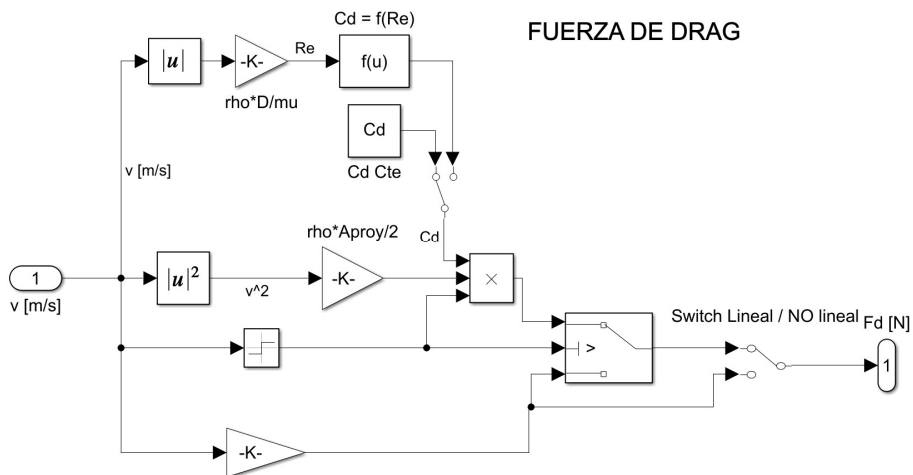 Cd = f(Re)
FUERZA DE DRAG
|u|
-K-
Re
f(u)
rho*D/mu
Cd
Cd Cte
v [m/s]
rho*Aproy/2
Cd
1
v [m/s]
|u|²
v^2
-K-
×
Switch Lineal / NO lineal
Fd [N]
>
1
-K-